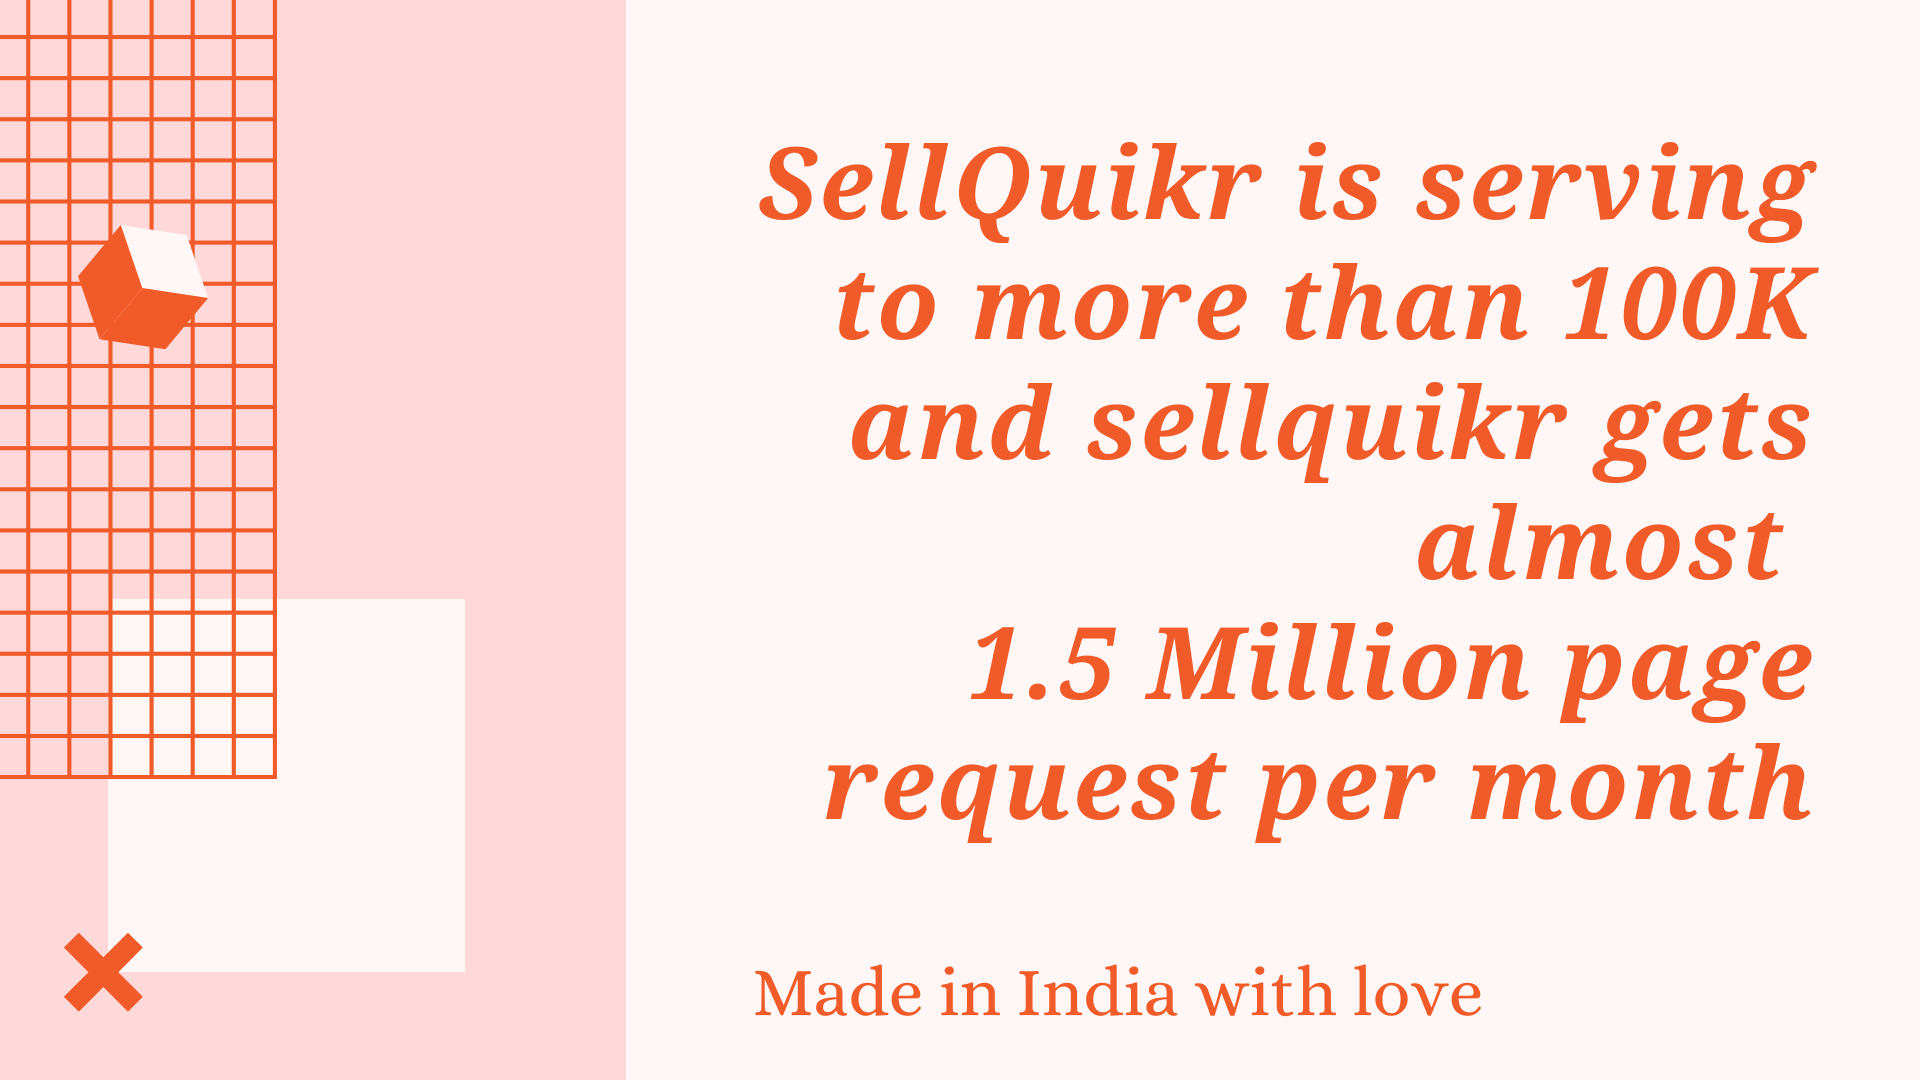 SellQuikr is serving
to more than 100K
and sellquikr gets
almost
1.5 Million page
request per month
Made in India with love